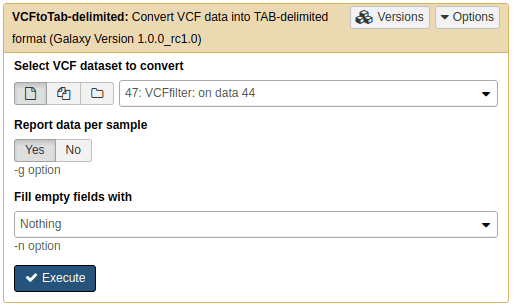 VCFtoTab-delimited: Convert VCF data into TAB-delimited
format (Galaxy Version 1.0.0_rc1.0)
Versions
Options
Select VCF dataset to convert
47: VCFfilter: on data 44
Report data per sample
Yes No
-g option
Fill empty fields with
Nothing
-n option
Execute